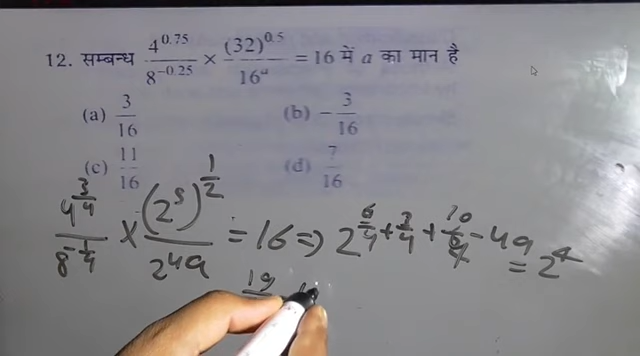 12. सम्बन्ध 4^0.75/8^-0.25 × (32)^0.5/16^a = 16 में a का मान है
(a) 3/16 (b) -3/16
(c) 11/16 (d) 7/16
4^(3/4)/8^(-1/4) × (2^5)^(1/2)/2^4a = 16 ⇒ 2^(6/4 + 3/4 + 10/4 - 4a) = 2^4
19